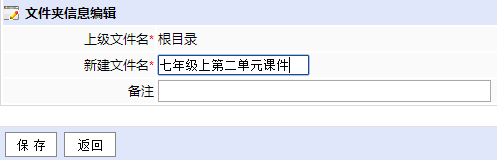 文件夹信息编辑
上级文件名* 根目录
新建文件名* 七年级上第二单元课件
备注
保 存 返回